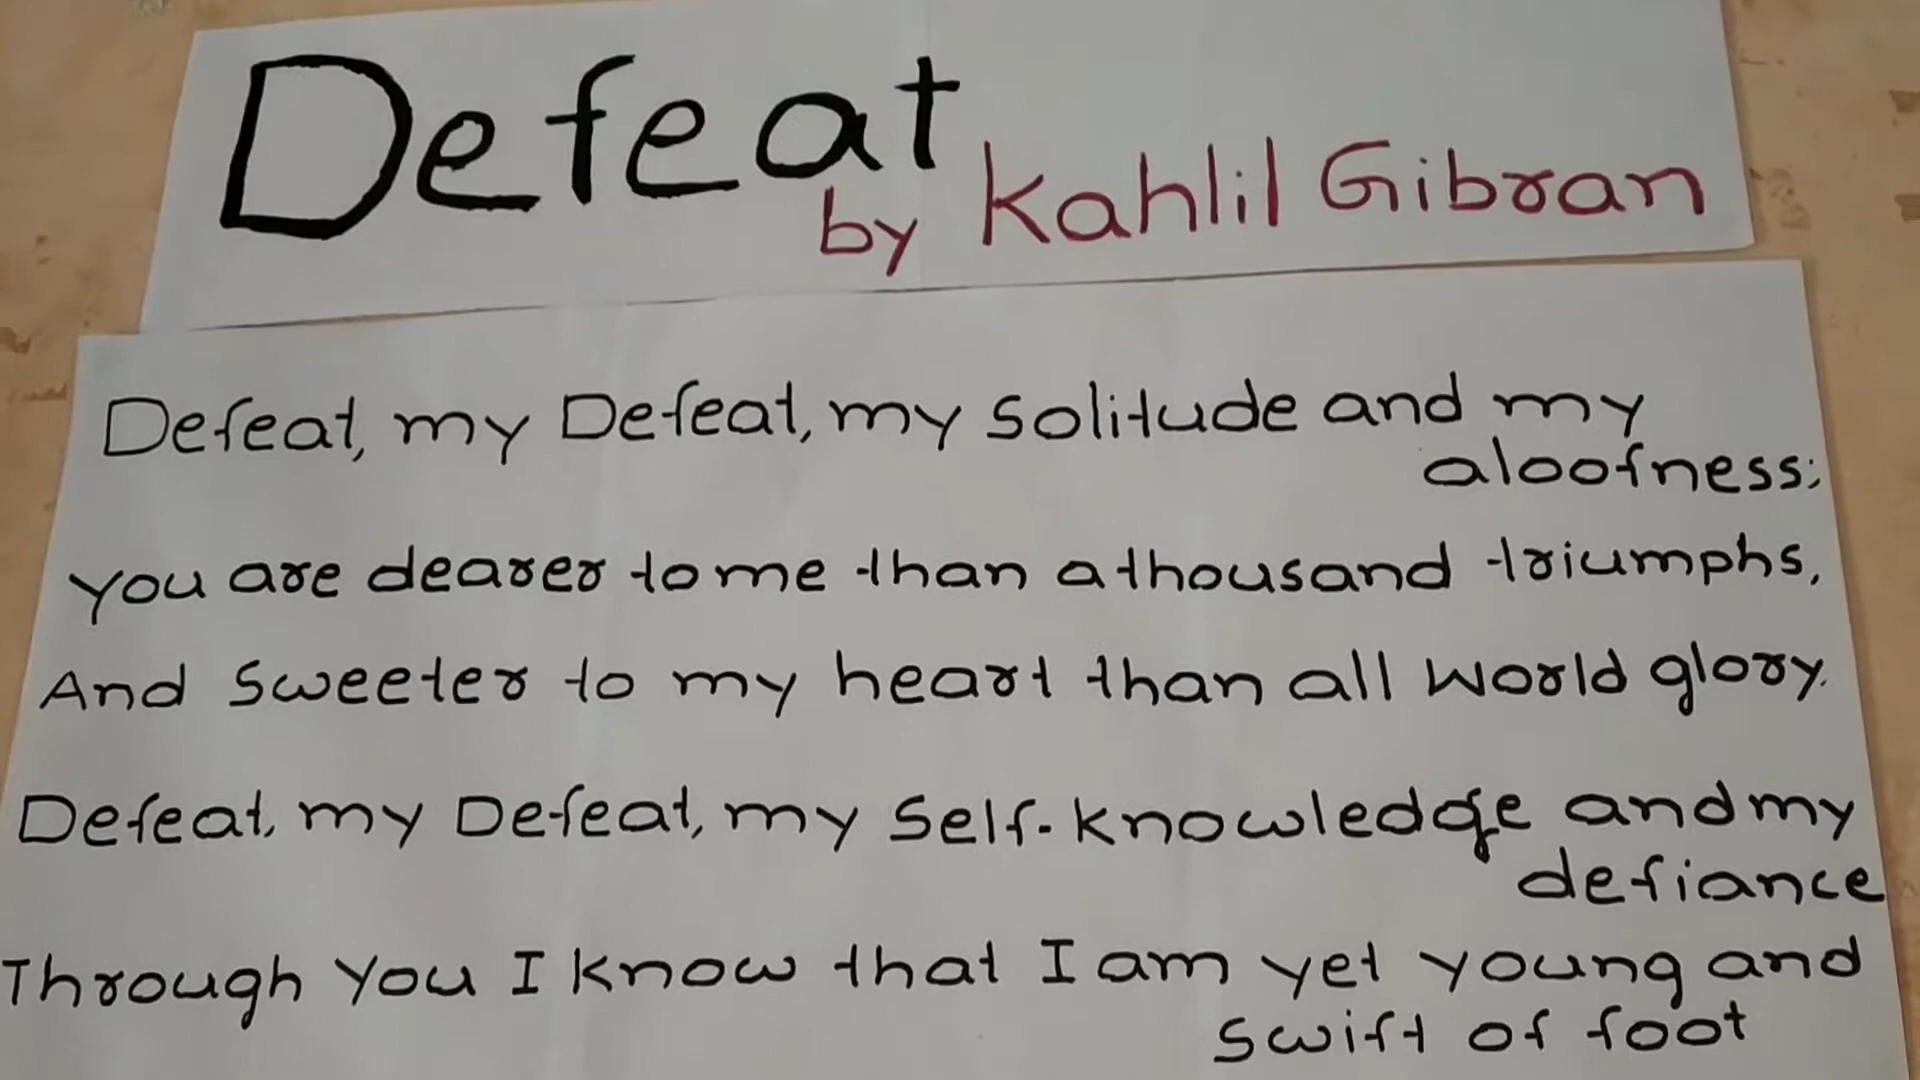 Defeat
by Kahlil Gibran
Defeat, my Defeat, my solitude and my
aloofness;
you are dearer to me than a thousand triumphs,
And sweeter to my heart than all world glory.
Defeat, my Defeat, my self-knowledge and my
defiance
Through you I know that I am yet young and
swift of foot